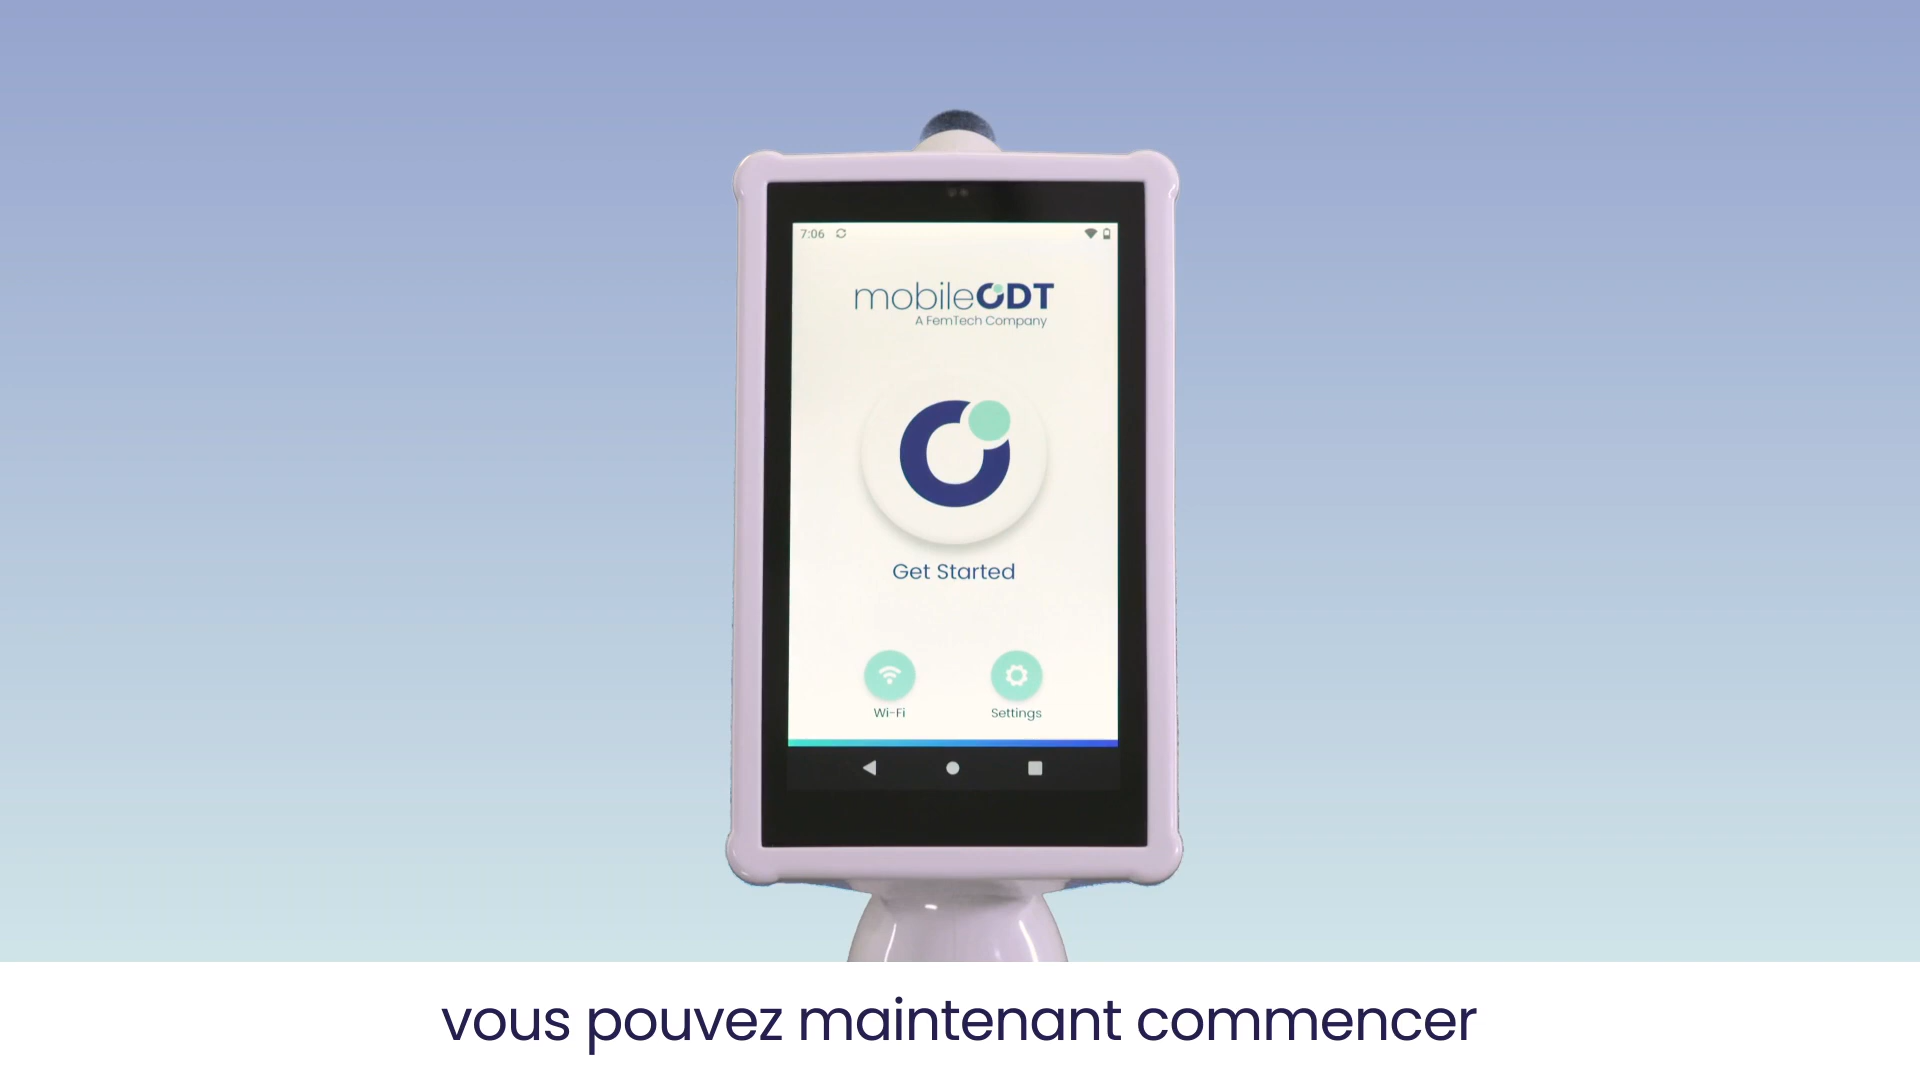 7:06
mobileODT
A FemTech Company
Get Started
Wi-Fi
Settings
vous pouvez maintenant commencer